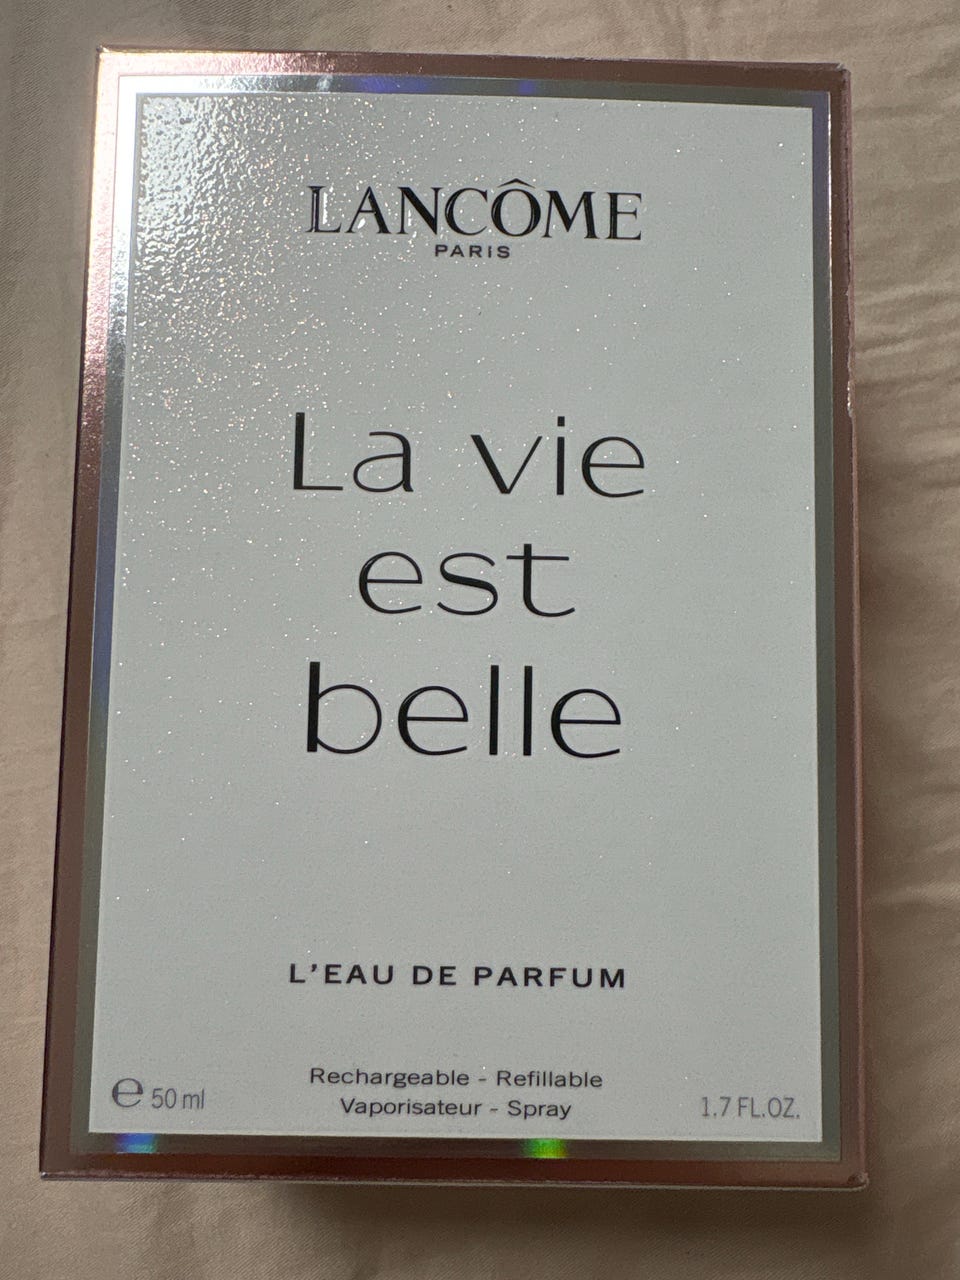 LANCÔME
PARIS
La vie
est
belle
L'EAU DE PARFUM
Rechargeable - Refillable
Vaporisateur - Spray
℮ 50 ml
1.7 FL.OZ.